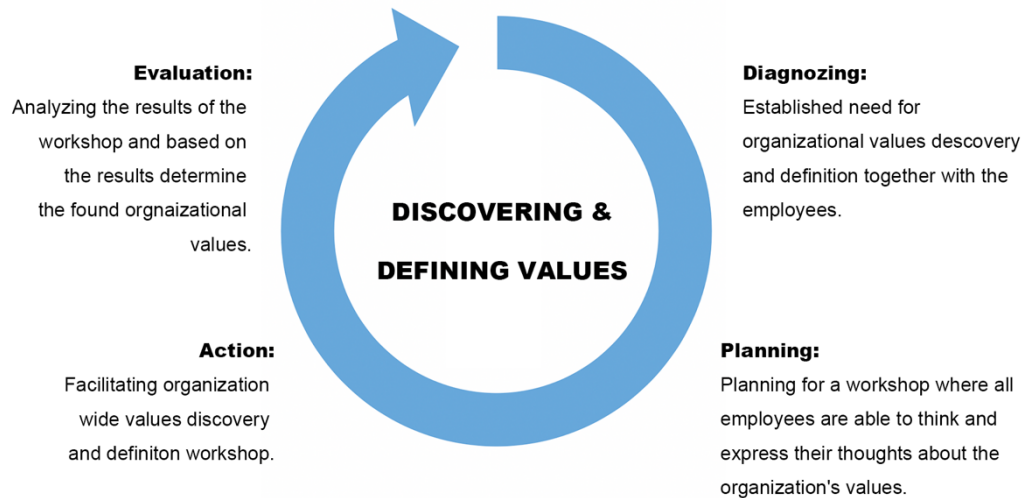 Evaluation:
Analyzing the results of the
workshop and based on
the results determine
the found orgnaizational
values.
DISCOVERING &
DEFINING VALUES
Diagnozing:
Established need for
organizational values descovery
and definition together with the
employees.
Action:
Facilitating organization
wide values discovery
and definiton workshop.
Planning:
Planning for a workshop where all
employees are able to think and
express their thoughts about the
organization's values.